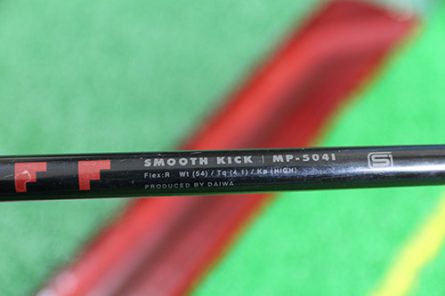 SMOOTH KICK | MP-504I
Flex:R Wt (54) / Tq (4.1) / Kp (HIGH)
PRODUCED BY DAIWA